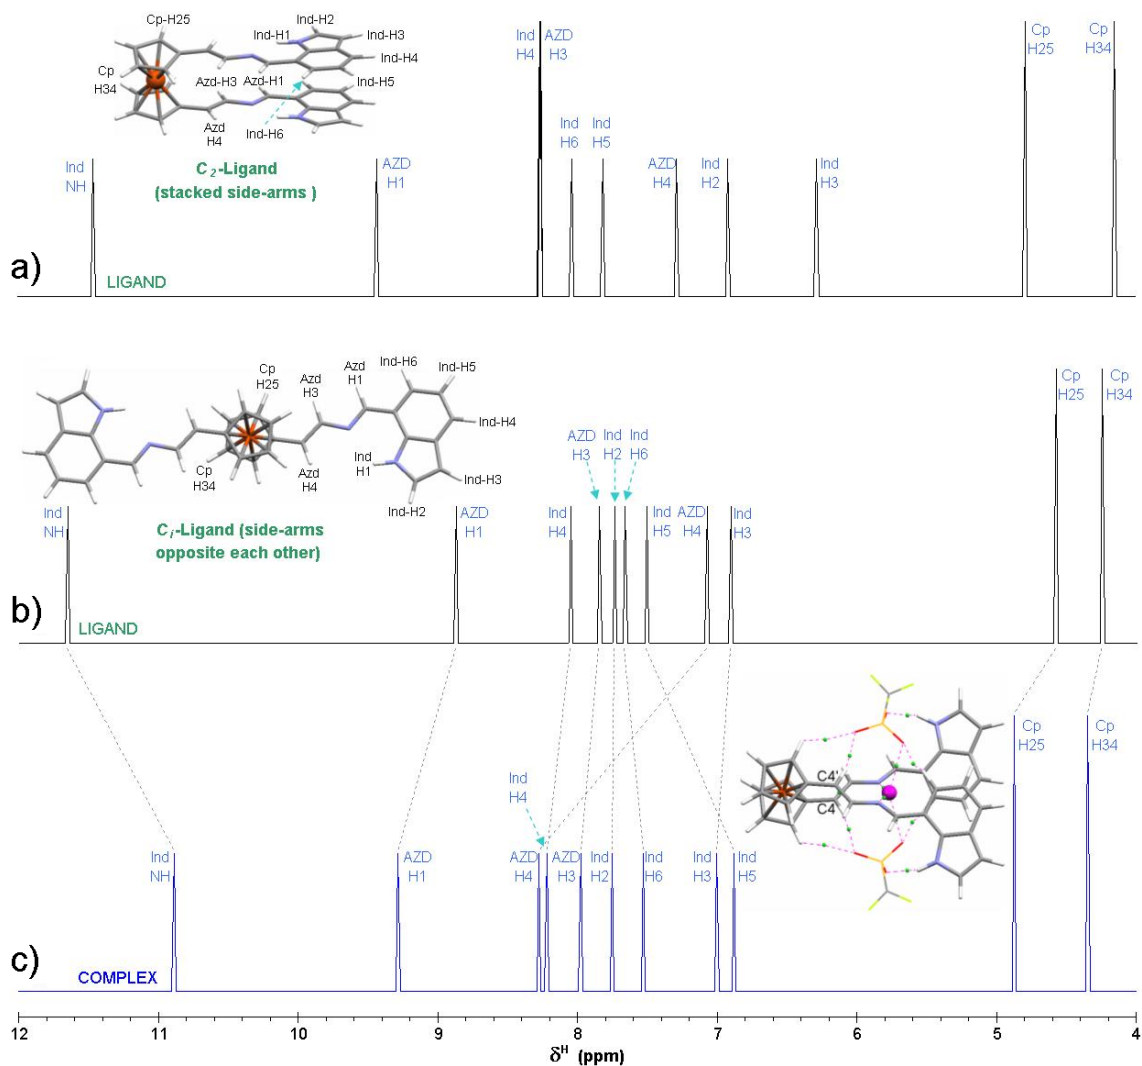 Cp-H25
Ind-H2
Ind-H1
Ind-H3
Ind-H4
Cp
H34
Azd-H3
Azd-H1
Ind-H5
Azd
H4
Ind-H6
C2-Ligand
(stacked side-arms )
Ind
NH
AZD
H1
Ind
H4
AZD
H3
Ind
H6
Ind
H5
AZD
H4
Ind
H2
Ind
H3
Cp
H25
Cp
H34
a)
LIGAND
Cp
H25
Azd
H3
Azd
H1
Ind-H6
Ind-H5
Ind-H4
Ind
H1
Ind-H3
Cp
H34
Azd
H4
Ind-H2
Ci-Ligand (side-arms
opposite each other)
Ind
NH
AZD
H1
Ind
H4
AZD
H3
Ind
H2
Ind
H6
Ind
H5
AZD
H4
Ind
H3
Cp
H25
Cp
H34
b)
LIGAND
C4'
C4
Ind
NH
AZD
H1
AZD
H4
Ind
H4
AZD
H3
Ind
H2
Ind
H6
Ind
H3
Ind
H5
Cp
H25
Cp
H34
c)
COMPLEX
12 11 10 9 8 7 6 5 4
δH (ppm)